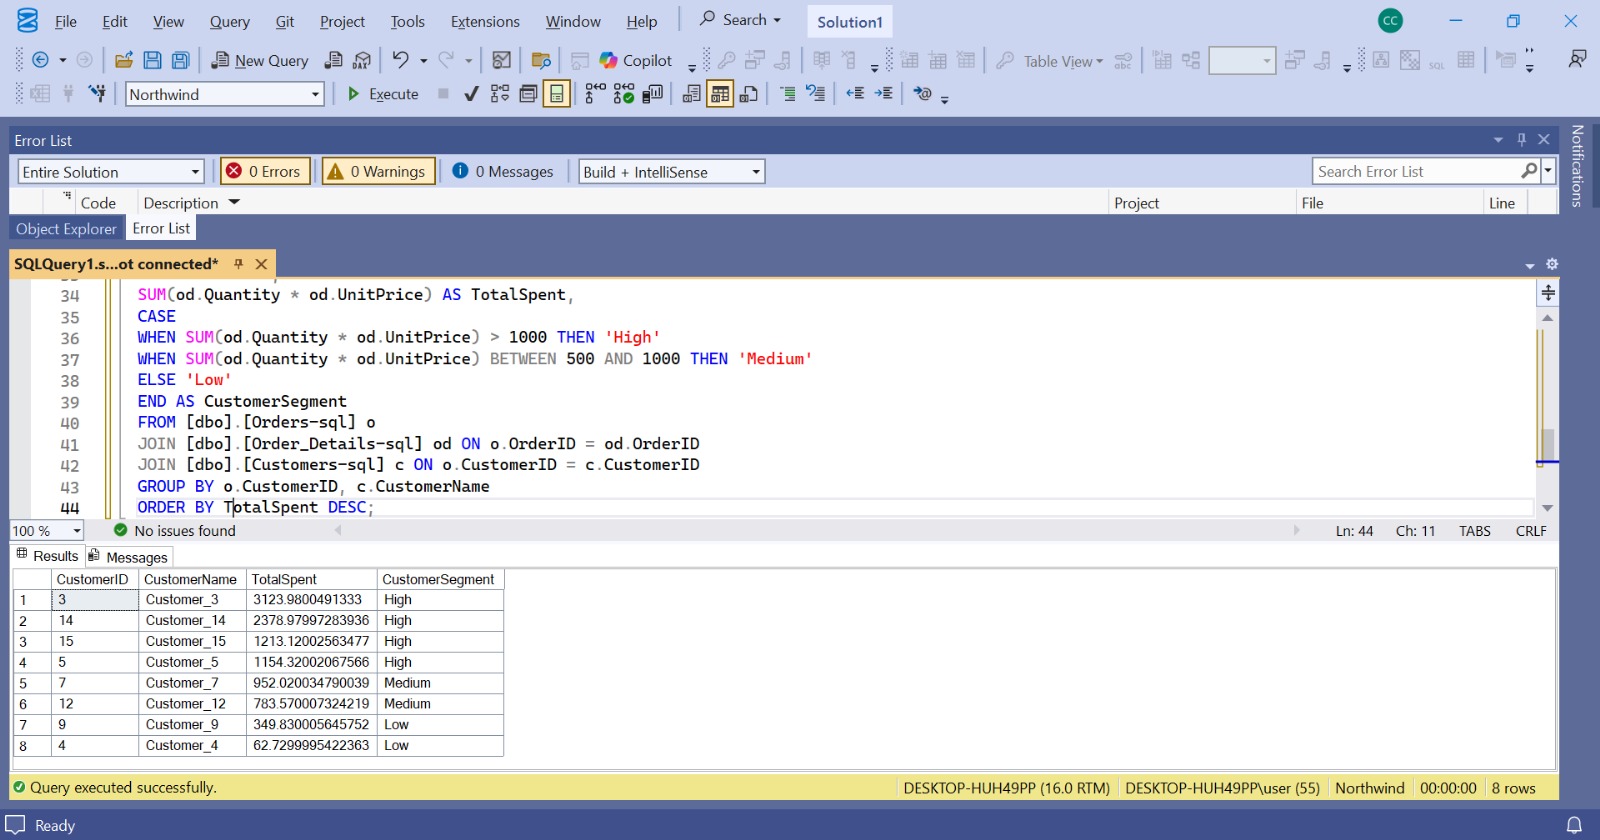 File Edit View Query Git Project Tools Extensions Window Help Search Solution1 CC
New Query DAX Copilot Table View abc SQL
Northwind Execute
Error List
Entire Solution 0 Errors 0 Warnings 0 Messages Build + IntelliSense Search Error List
Code Description Project File Line
Object Explorer Error List
Notifications
SQLQuery1.s...ot connected*
34 SUM(od.Quantity * od.UnitPrice) AS TotalSpent,
35 CASE
36 WHEN SUM(od.Quantity * od.UnitPrice) > 1000 THEN 'High'
37 WHEN SUM(od.Quantity * od.UnitPrice) BETWEEN 500 AND 1000 THEN 'Medium'
38 ELSE 'Low'
39 END AS CustomerSegment
40 FROM [dbo].[Orders-sql] o
41 JOIN [dbo].[Order_Details-sql] od ON o.OrderID = od.OrderID
42 JOIN [dbo].[Customers-sql] c ON o.CustomerID = c.CustomerID
43 GROUP BY o.CustomerID, c.CustomerName
44 ORDER BY TotalSpent DESC;
100 % No issues found Ln: 44 Ch: 11 TABS CRLF
Results Messages
CustomerID CustomerName TotalSpent CustomerSegment
1 3 Customer_3 3123.9800491333 High
2 14 Customer_14 2378.97997283936 High
3 15 Customer_15 1213.12002563477 High
4 5 Customer_5 1154.32002067566 High
5 7 Customer_7 952.020034790039 Medium
6 12 Customer_12 783.570007324219 Medium
7 9 Customer_9 349.830005645752 Low
8 4 Customer_4 62.7299995422363 Low
Query executed successfully. DESKTOP-HUH49PP (16.0 RTM) DESKTOP-HUH49PP\user (55) Northwind 00:00:00 8 rows
Ready